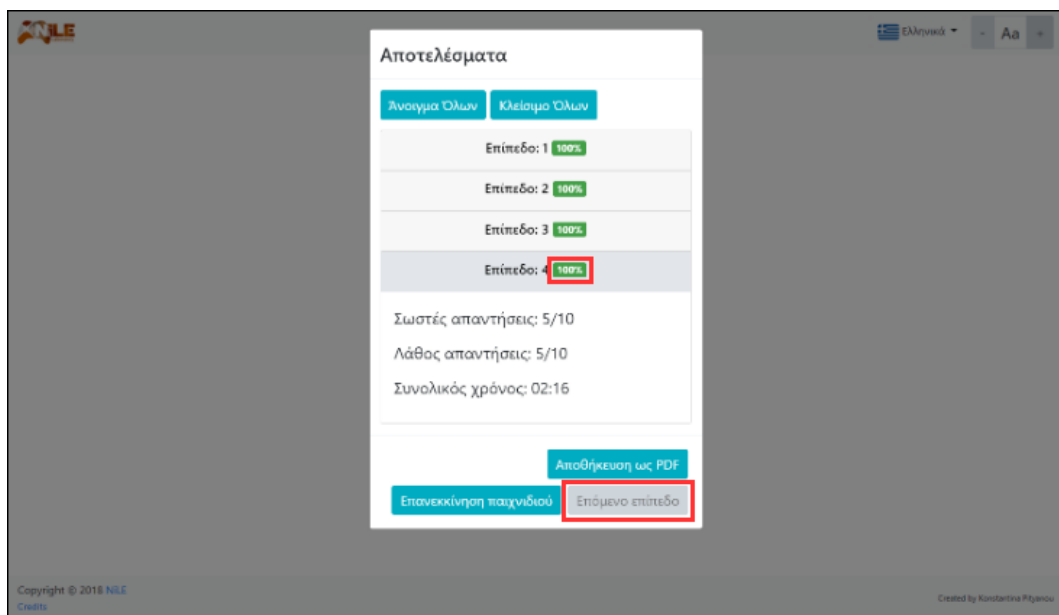 NiLE
Ελληνικά
- Aa +
Αποτελέσματα
Άνοιγμα Όλων Κλείσιμο Όλων
Επίπεδο: 1 100%
Επίπεδο: 2 100%
Επίπεδο: 3 100%
Επίπεδο: 4 100%
Σωστές απαντήσεις: 5/10
Λάθος απαντήσεις: 5/10
Συνολικός χρόνος: 02:16
Αποθήκευση ως PDF
Επανεκκίνηση παιχνιδιού Επόμενο επίπεδο
Copyright © 2018 NiLE
Credits
Created by Konstantina Pityanou